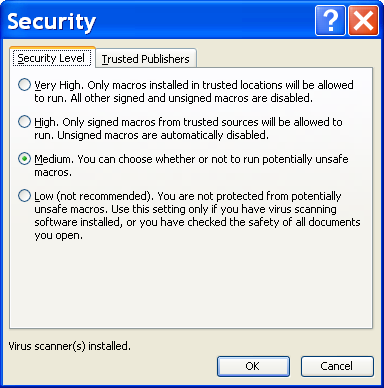 Security
Security Level Trusted Publishers
Very High. Only macros installed in trusted locations will be allowed
to run. All other signed and unsigned macros are disabled.
High. Only signed macros from trusted sources will be allowed to
run. Unsigned macros are automatically disabled.
Medium. You can choose whether or not to run potentially unsafe
macros.
Low (not recommended). You are not protected from potentially
unsafe macros. Use this setting only if you have virus scanning
software installed, or you have checked the safety of all documents
you open.
Virus scanner(s) installed.
OK Cancel